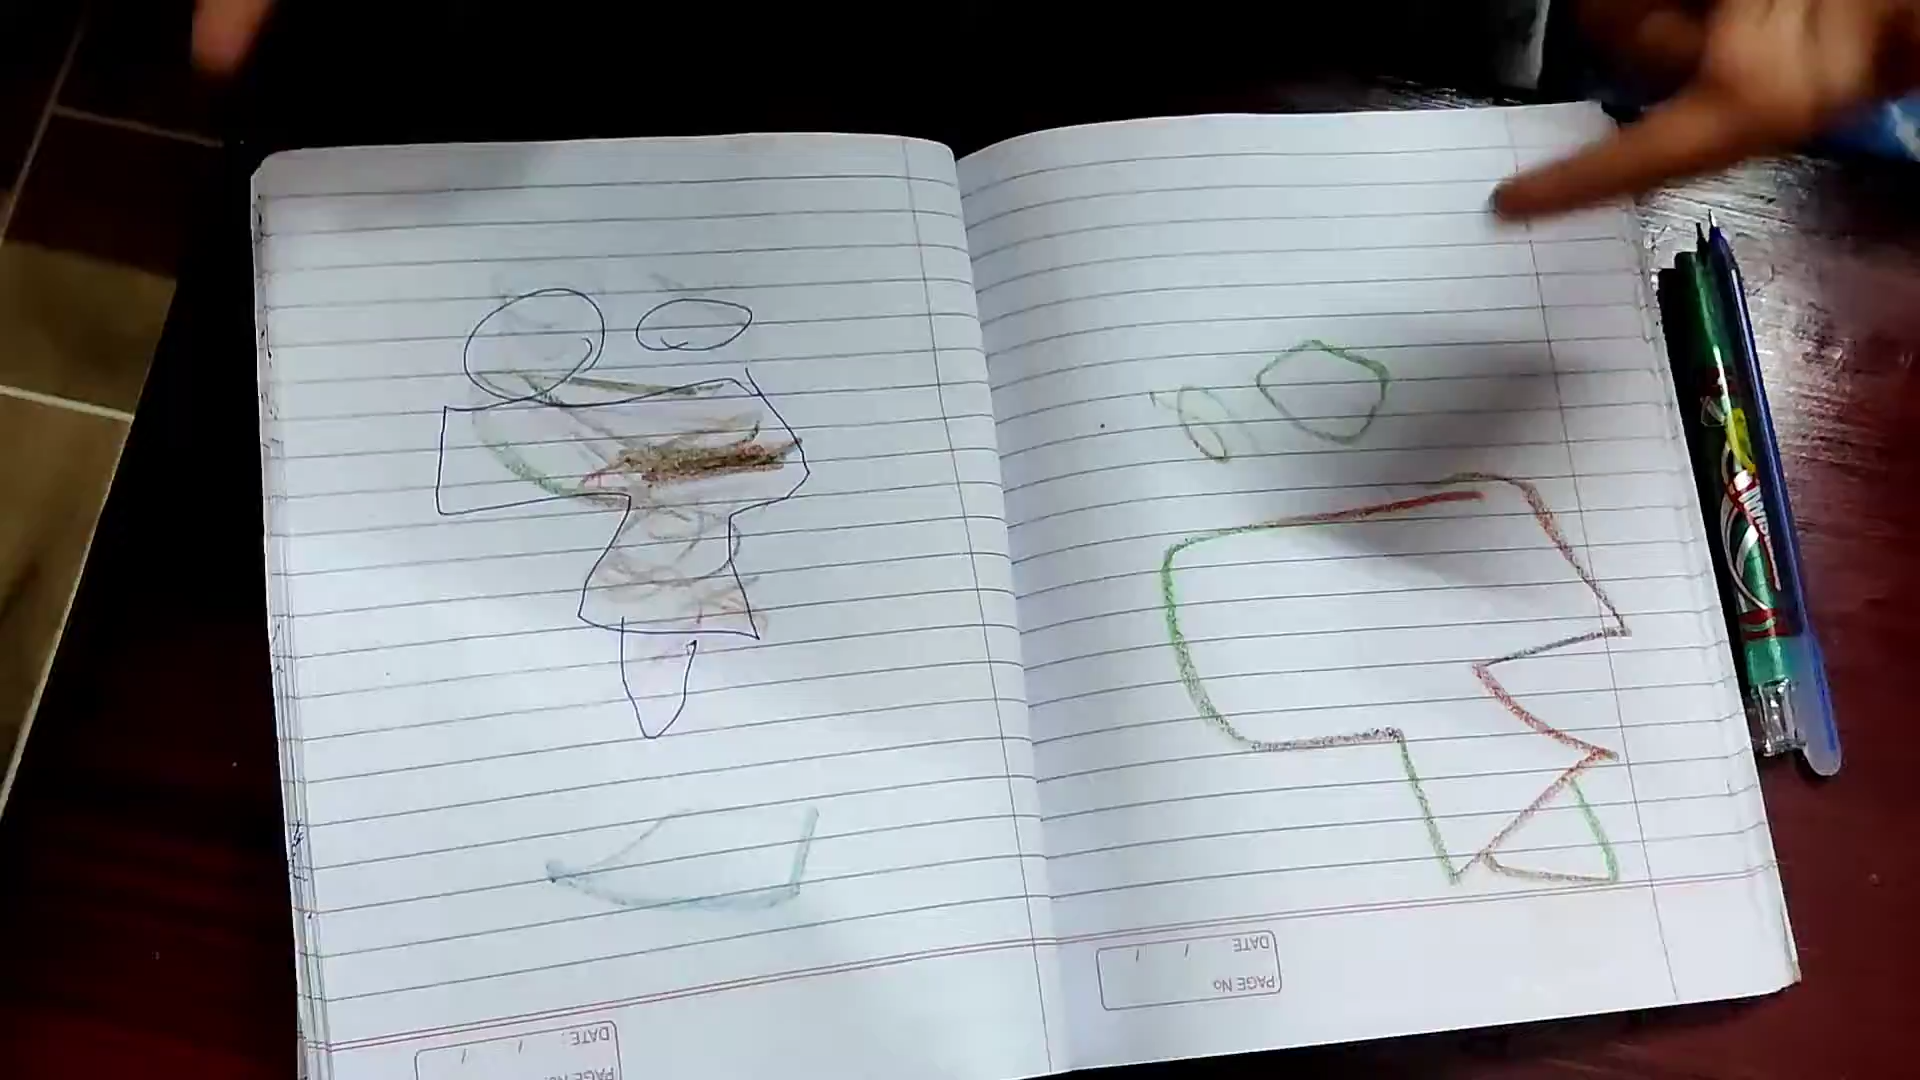 DATE / /
PAGE No
DATE: / /
PAGE No.